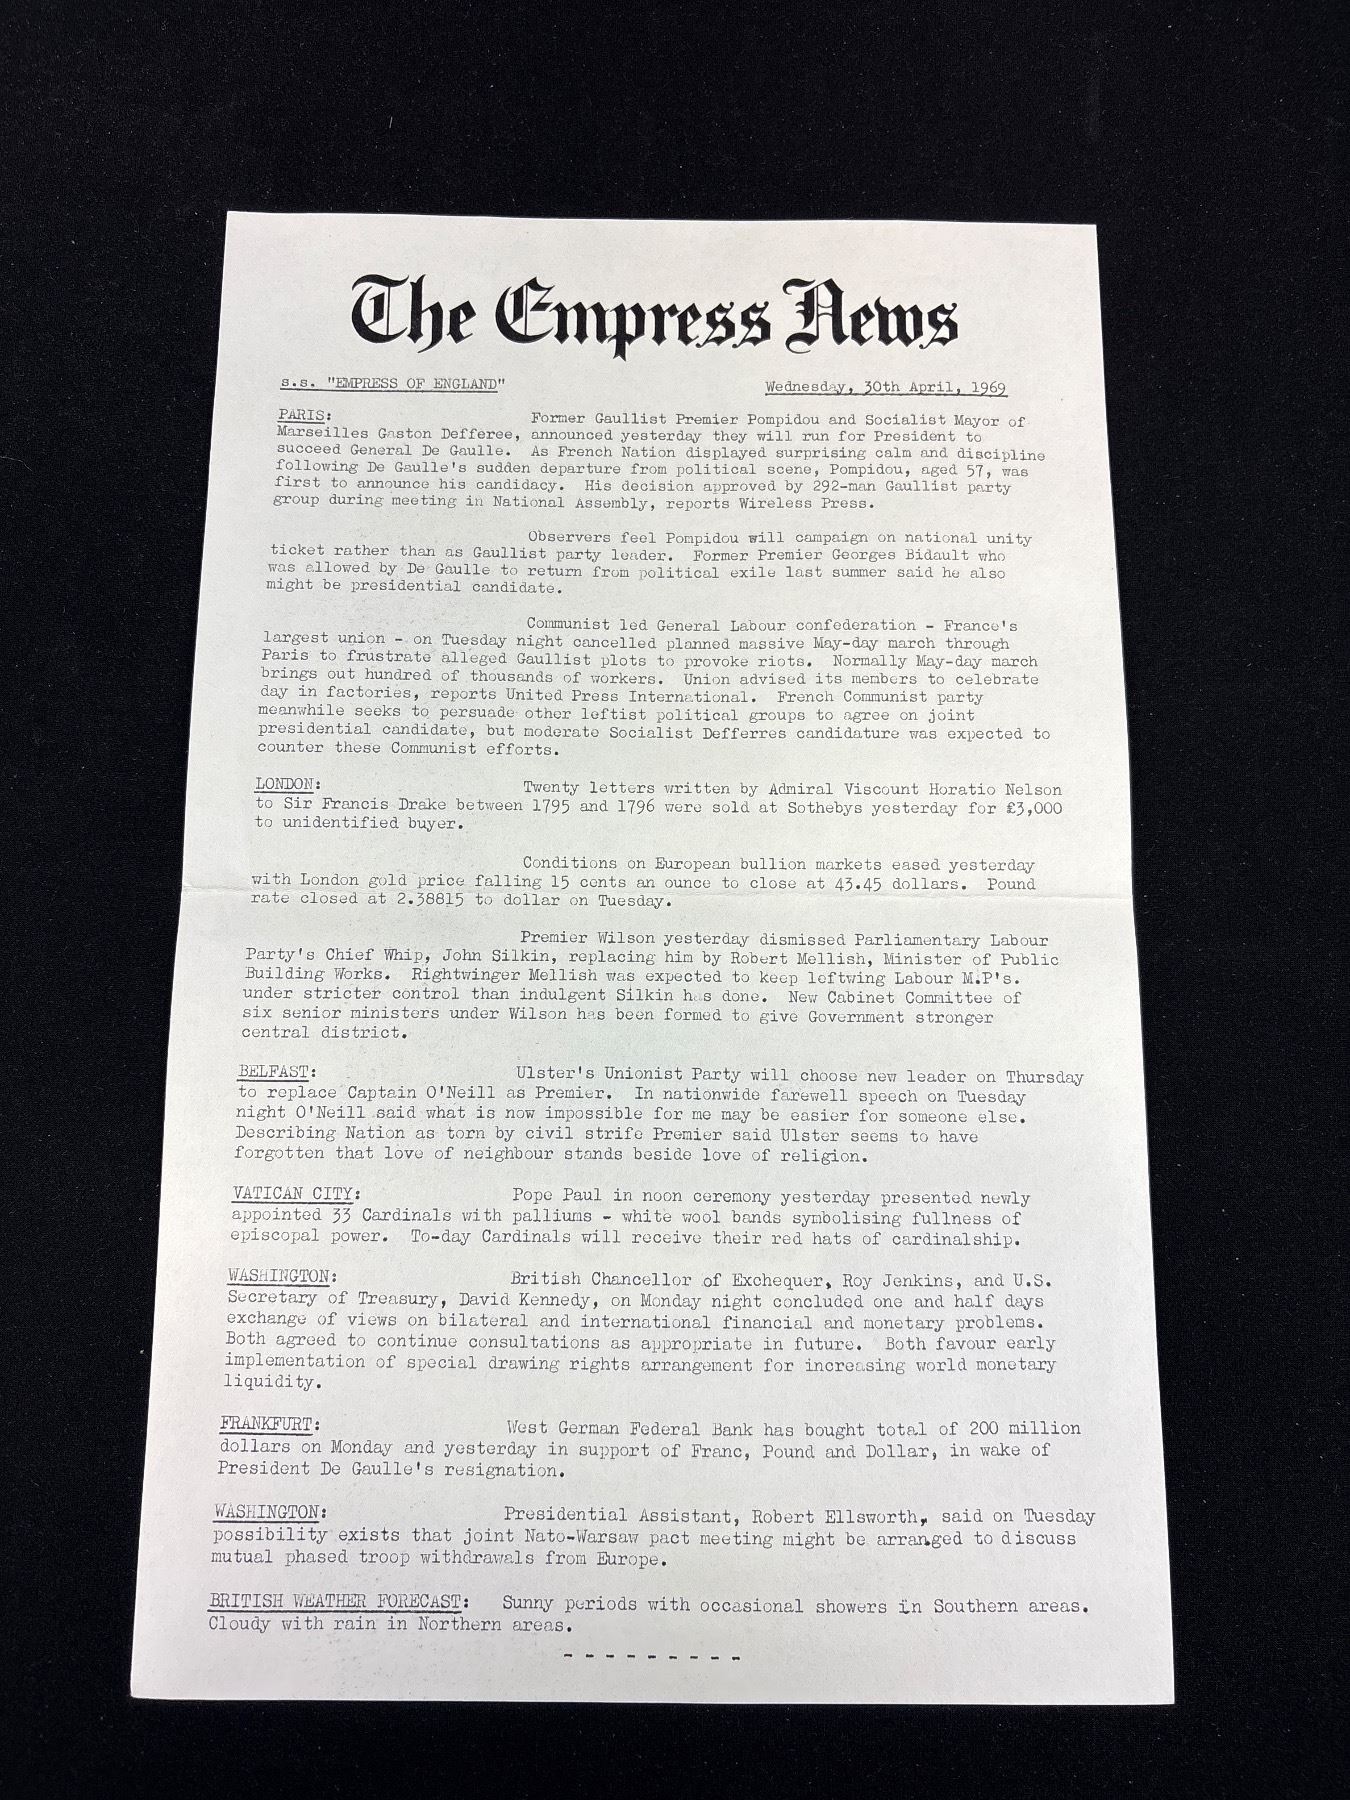 The Empress News
s.s. "EMPRESS OF ENGLAND"
Wednesday, 30th April, 1969
PARIS: Former Gaullist Premier Pompidou and Socialist Mayor of
Marseilles Gaston Defferee, announced yesterday they will run for President to
succeed General De Gaulle. As French Nation displayed surprising calm and discipline
following De Gaulle's sudden departure from political scene, Pompidou, aged 57, was
first to announce his candidacy. His decision approved by 292-man Gaullist party
group during meeting in National Assembly, reports Wireless Press.
Observers feel Pompidou will campaign on national unity
ticket rather than as Gaullist party leader. Former Premier Georges Bidault who
was allowed by De Gaulle to return from political exile last summer said he also
might be presidential candidate.
Communist led General Labour confederation - France's
largest union - on Tuesday night cancelled planned massive May-day march through
Paris to frustrate alleged Gaullist plots to provoke riots. Normally May-day march
brings out hundred of thousands of workers. Union advised its members to celebrate
day in factories, reports United Press International. French Communist party
meanwhile seeks to persuade other leftist political groups to agree on joint
presidential candidate, but moderate Socialist Defferres candidature was expected to
counter these Communist efforts.
LONDON: Twenty letters written by Admiral Viscount Horatio Nelson
to Sir Francis Drake between 1795 and 1796 were sold at Sothebys yesterday for £3,000
to unidentified buyer.
Conditions on European bullion markets eased yesterday
with London gold price falling 15 cents an ounce to close at 43.45 dollars. Pound
rate closed at 2.38815 to dollar on Tuesday.
Premier Wilson yesterday dismissed Parliamentary Labour
Party's Chief Whip, John Silkin, replacing him by Robert Mellish, Minister of Public
Building Works. Rightwinger Mellish was expected to keep leftwing Labour M.P's.
under stricter control than indulgent Silkin has done. New Cabinet Committee of
six senior ministers under Wilson has been formed to give Government stronger
central district.
BELFAST: Ulster's Unionist Party will choose new leader on Thursday
to replace Captain O'Neill as Premier. In nationwide farewell speech on Tuesday
night O'Neill said what is now impossible for me may be easier for someone else.
Describing Nation as torn by civil strife Premier said Ulster seems to have
forgotten that love of neighbour stands beside love of religion.
VATICAN CITY: Pope Paul in noon ceremony yesterday presented newly
appointed 33 Cardinals with palliums - white wool bands symbolising fullness of
episcopal power. To-day Cardinals will receive their red hats of cardinalship.
WASHINGTON: British Chancellor of Exchequer, Roy Jenkins, and U.S.
Secretary of Treasury, David Kennedy, on Monday night concluded one and half days
exchange of views on bilateral and international financial and monetary problems.
Both agreed to continue consultations as appropriate in future. Both favour early
implementation of special drawing rights arrangement for increasing world monetary
liquidity.
FRANKFURT: West German Federal Bank has bought total of 200 million
dollars on Monday and yesterday in support of Franc, Pound and Dollar, in wake of
President De Gaulle's resignation.
WASHINGTON: Presidential Assistant, Robert Ellsworth, said on Tuesday
possibility exists that joint Nato-Warsaw pact meeting might be arranged to discuss
mutual phased troop withdrawals from Europe.
BRITISH WEATHER FORECAST: Sunny periods with occasional showers in Southern areas.
Cloudy with rain in Northern areas.
- - - - - - - - -